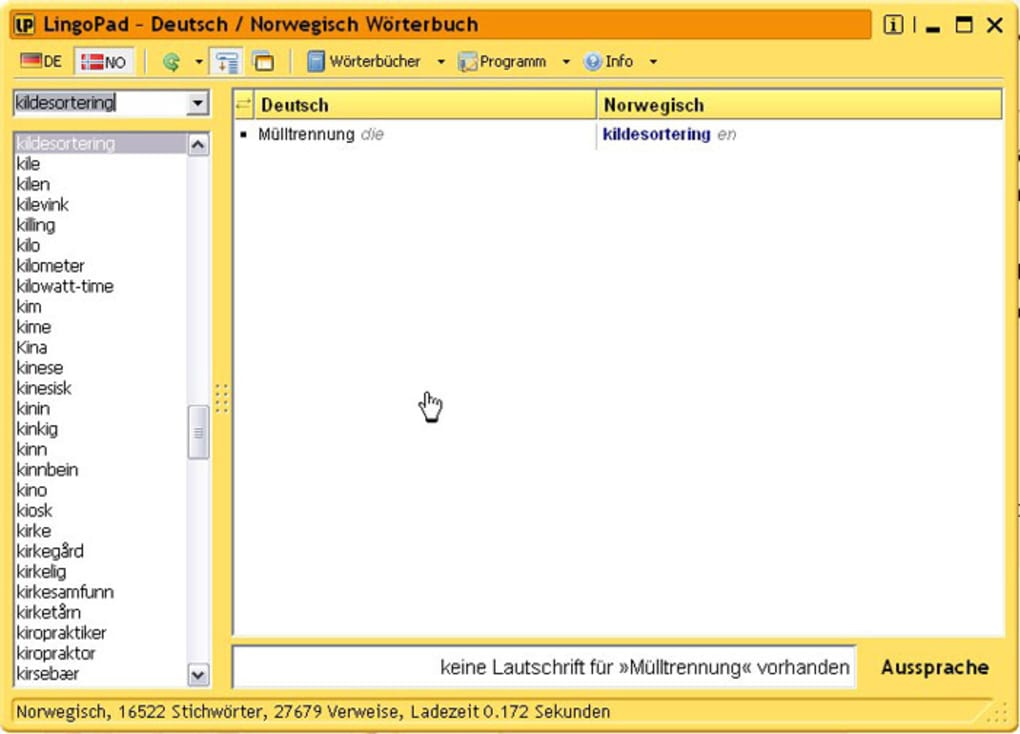 LP LingoPad - Deutsch / Norwegisch Wörterbuch
DE NO Wörterbücher Programm Info
kildesortering
Deutsch Norwegisch
Mülltrennung die kildesortering en
kildesortering
kile
kilen
kilevink
killing
kilo
kilometer
kilowatt-time
kim
kime
Kina
kinese
kinesisk
kinin
kinkig
kinn
kinnbein
kino
kiosk
kirke
kirkegård
kirkelig
kirkesamfunn
kirketårn
kiropraktiker
kiropraktor
kirsebær
keine Lautschrift für »Mülltrennung« vorhanden Aussprache
Norwegisch, 16522 Stichwörter, 27679 Verweise, Ladezeit 0.172 Sekunden